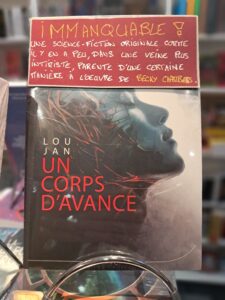 IMMANQUABLE !
UNE SCIENCE-FICTION ORIGINALE COMME
IL Y EN A PEU, DANS UNE VEINE PLUS
INTIMISTE, PARENTE D'UNE CERTAINE
MANIÈRE À L'OEUVRE DE BECKY CHAMBERS.
LOU
JAN
UN
CORPS
D'AVANCE